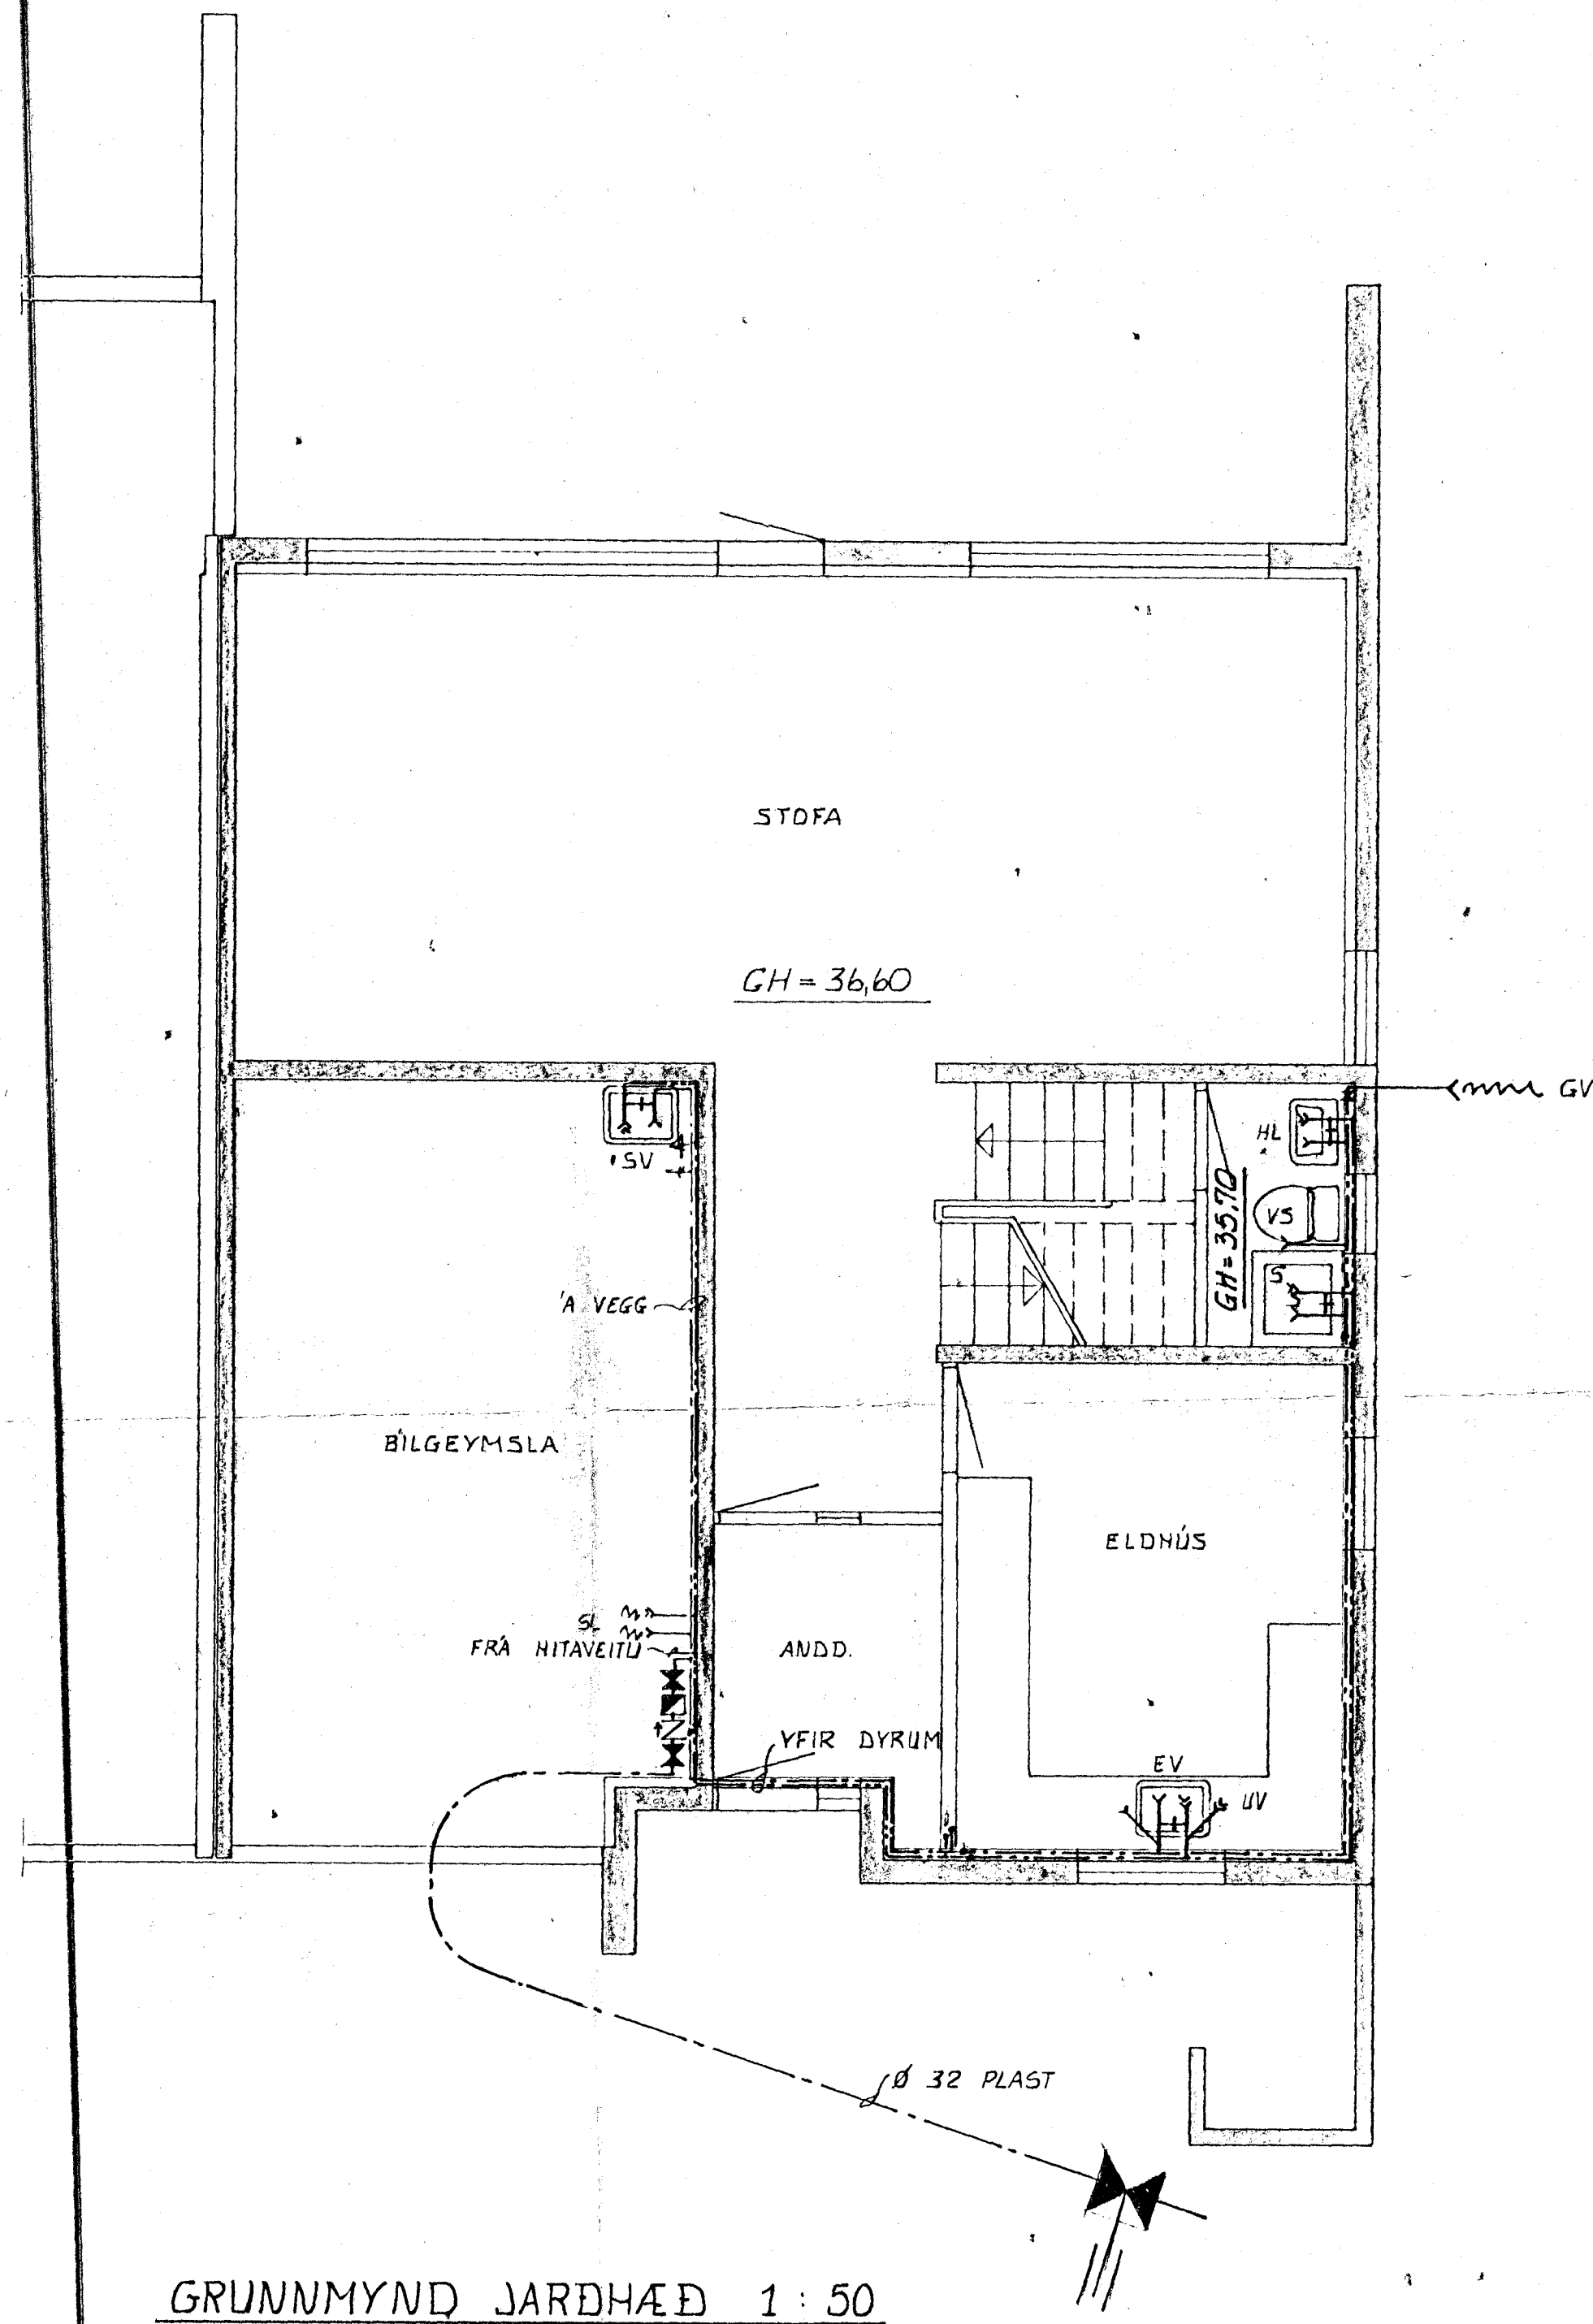 STOFA
GH = 36,60
GV
HL
SV
VS
GH = 35,70
S
'A VEGG
BÍLGEYMSLA
ELDHÚS
SL
FRÁ HITAVEITU
ANDD.
YFIR DYRUM
EV
UV
Ø 32 PLAST
GRUNNMYND JARÐHÆÐ 1 : 50